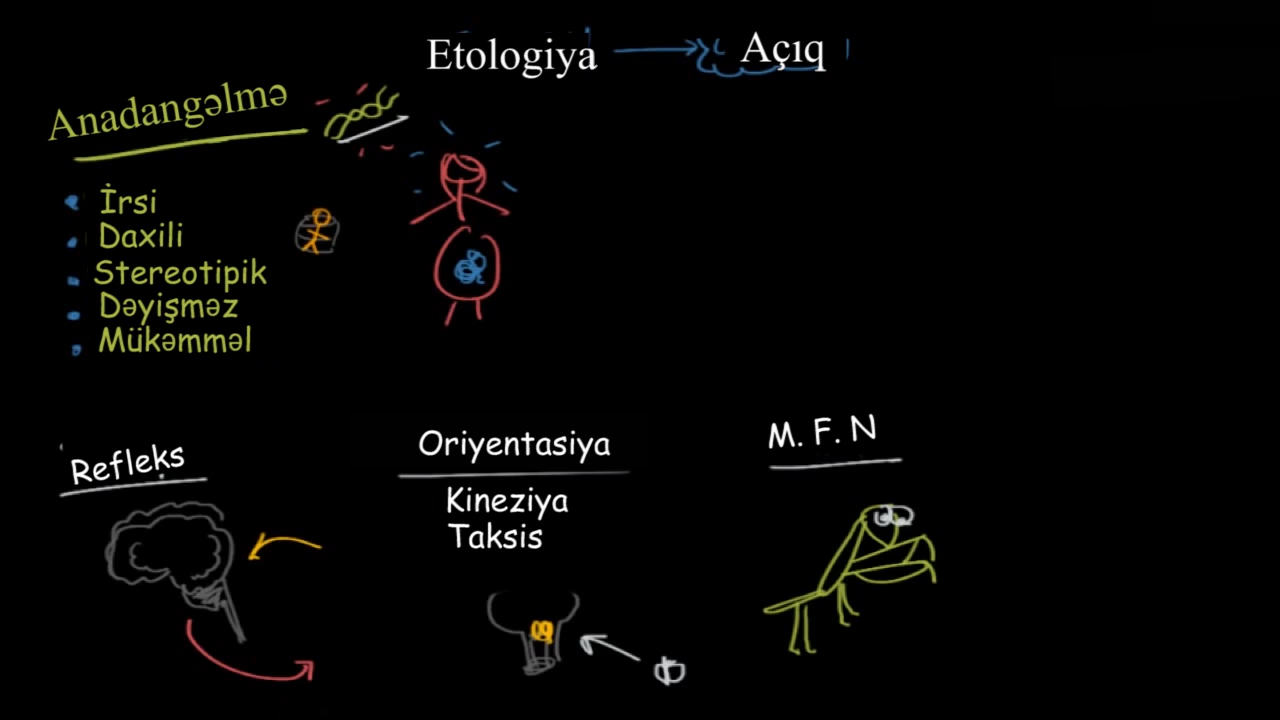 Etologiya Açıq
Anadangəlmə
İrsi
Daxili
Stereotipik
Dəyişməz
Mükəmməl
Refleks
Oriyentasiya
Kineziya
Taksis
M. F. N